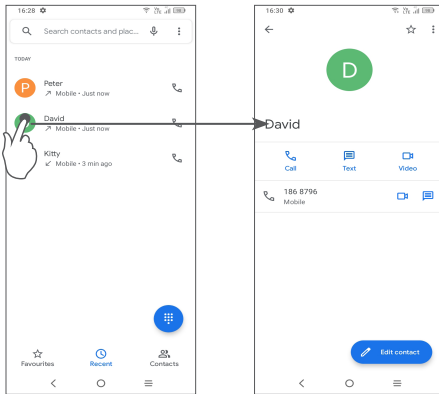 16:28
Search contacts and plac...
TODAY
P
Peter
Mobile • Just now
David
Mobile • Just now
Kitty
Mobile • 3 min ago
Favourites
Recent
Contacts
16:30
D
David
Call
Text
Video
186 8796
Mobile
Edit contact